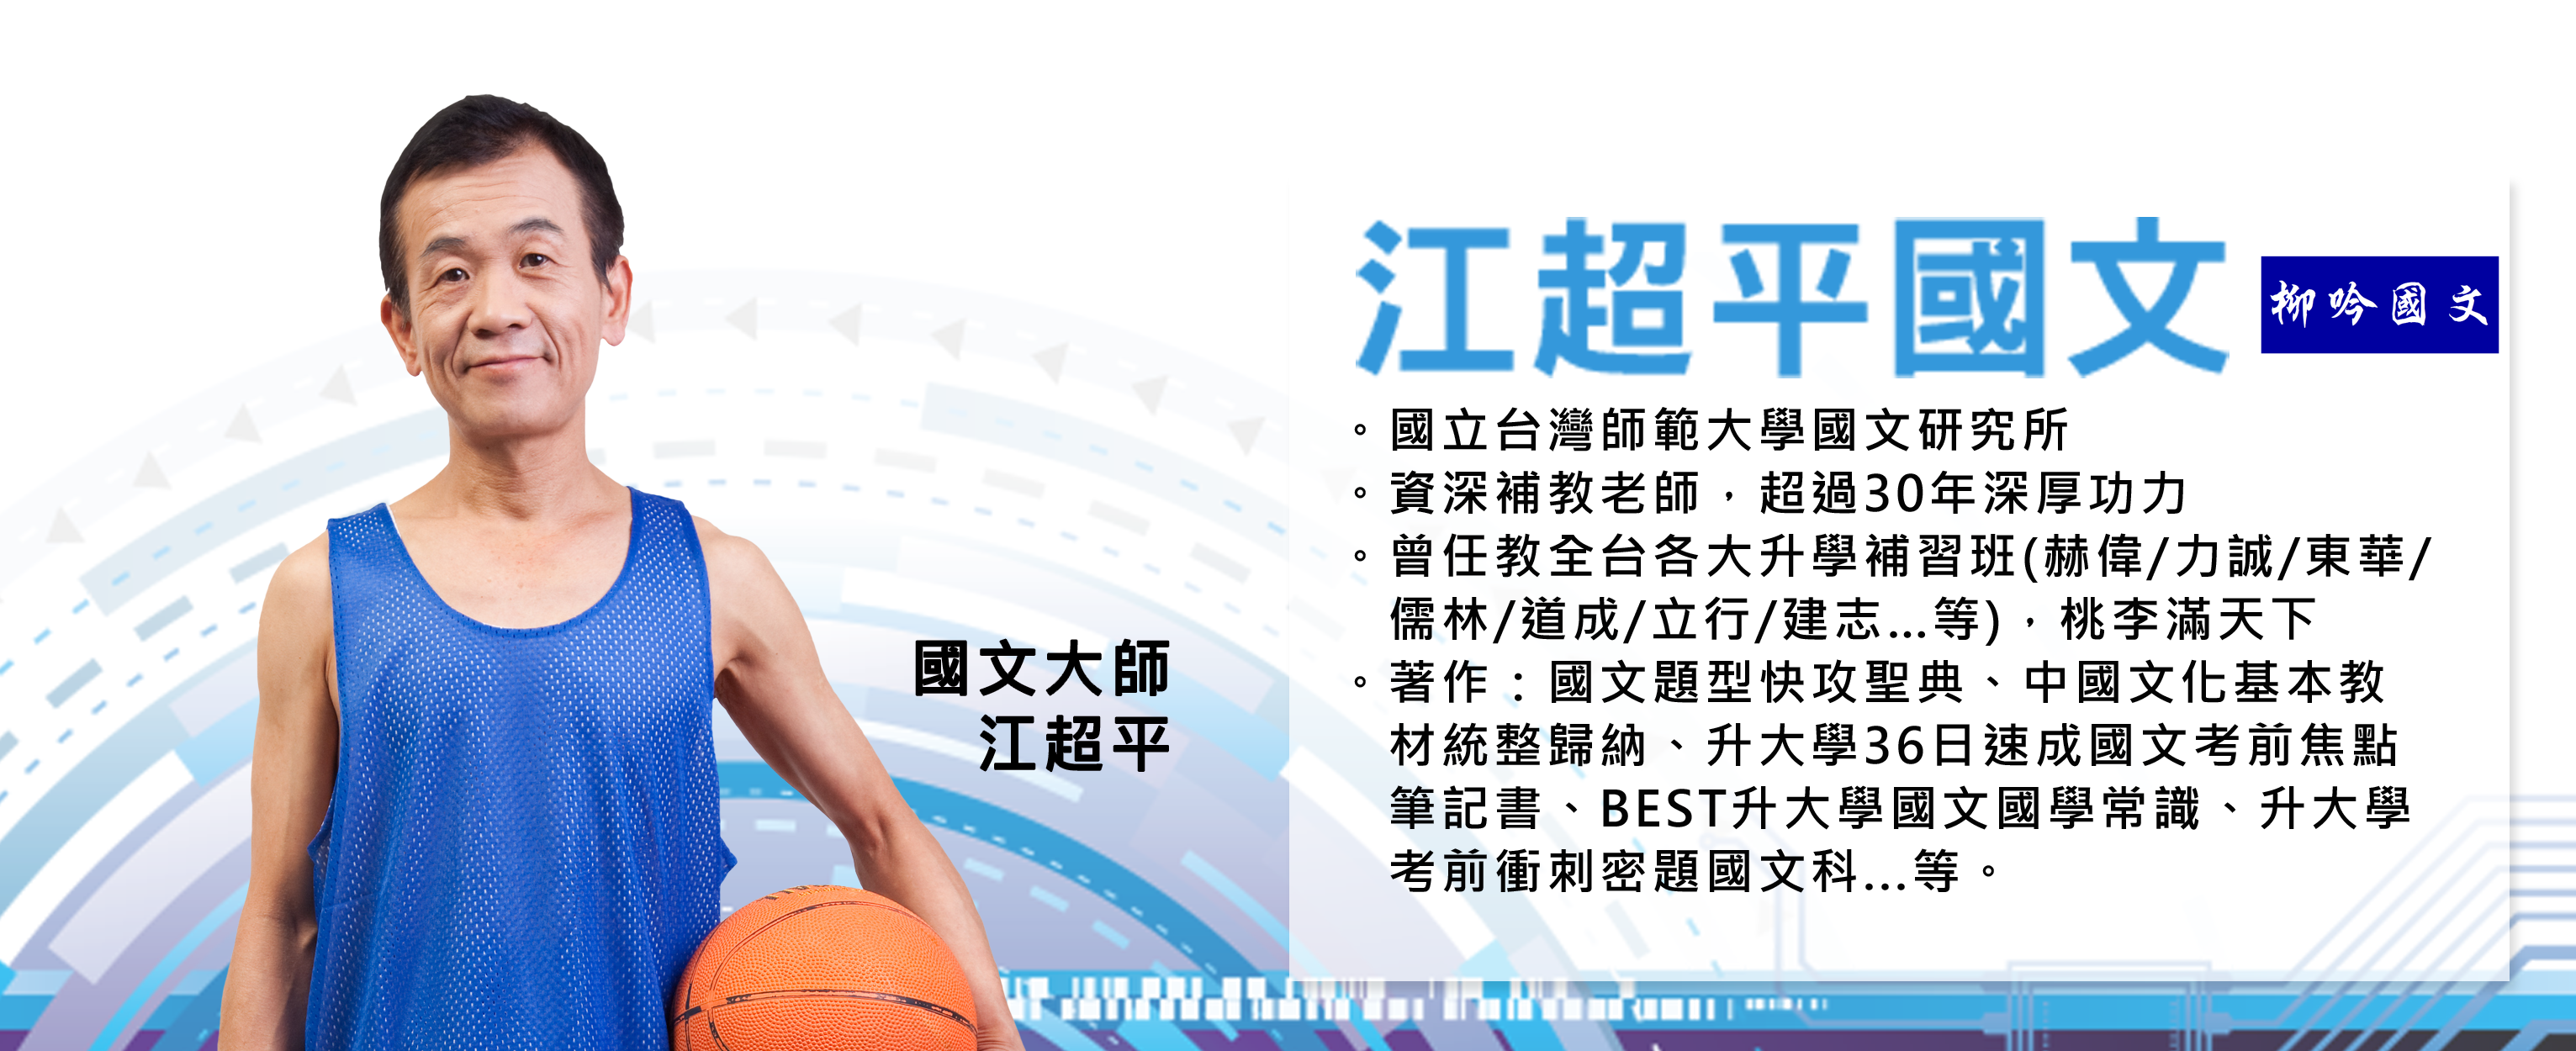 國文大師
江超平
江超平國文
柳吟國文
。國立台灣師範大學國文研究所
。資深補教老師，超過30年深厚功力
。曾任教全台各大升學補習班(赫偉/力誠/東華/
儒林/道成/立行/建志...等)，桃李滿天下
。著作：國文題型快攻聖典、中國文化基本教
材統整歸納、升大學36日速成國文考前焦點
筆記書、BEST升大學國文國學常識、升大學
考前衝刺密題國文科...等。